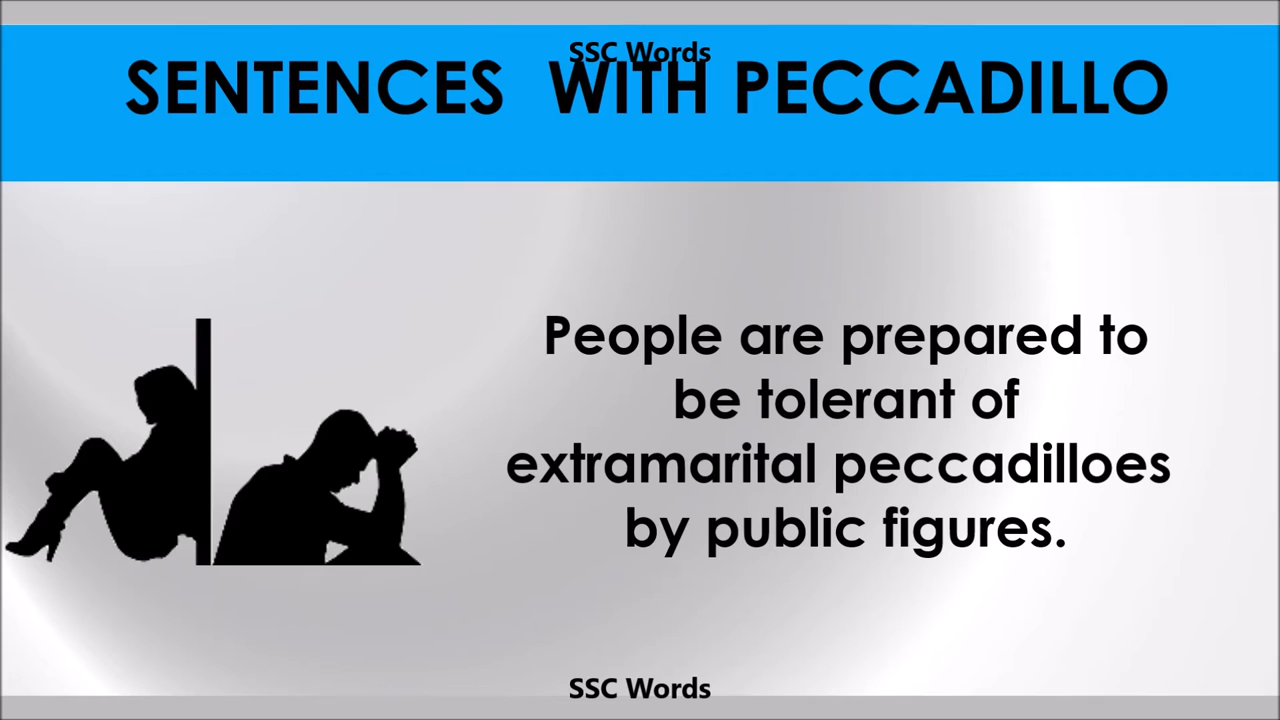 SSC Words
SENTENCES WITH PECCADILLO
People are prepared to
be tolerant of
extramarital peccadilloes
by public figures.
SSC Words